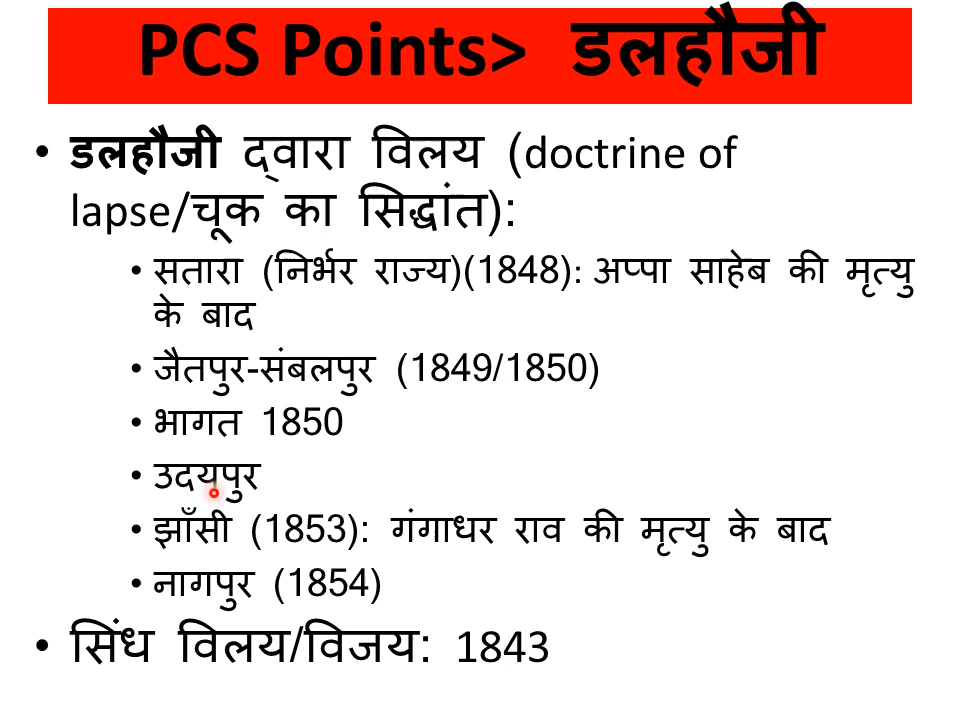 PCS Points> डलहौजी
• डलहौजी द्वारा विलय (doctrine of
lapse/चूक का सिद्धांत):
• सतारा (निर्भर राज्य)(1848): अप्पा साहेब की मृत्यु
के बाद
• जैतपुर-संबलपुर (1849/1850)
• भागत 1850
• उदयपुर
• झाँसी (1853): गंगाधर राव की मृत्यु के बाद
• नागपुर (1854)
• सिंध विलय/विजय: 1843